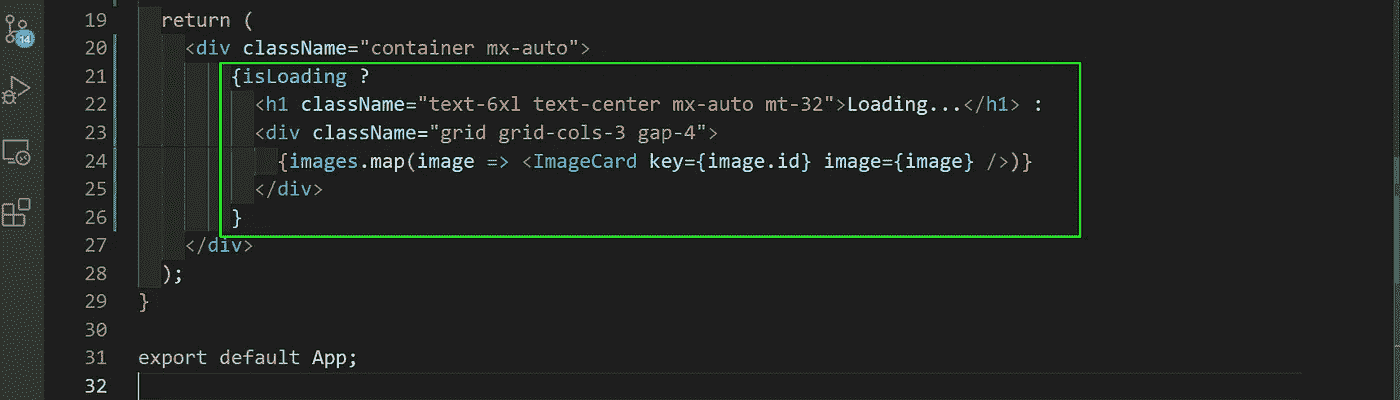 14
19 return (
20 <div className="container mx-auto">
21 {isLoading ?
22 <h1 className="text-6xl text-center mx-auto mt-32">Loading...</h1> :
23 <div className="grid grid-cols-3 gap-4">
24 {images.map(image => <ImageCard key={image.id} image={image} />)}
25 </div>
26 }
27 </div>
28 );
29 }
30
31 export default App;
32